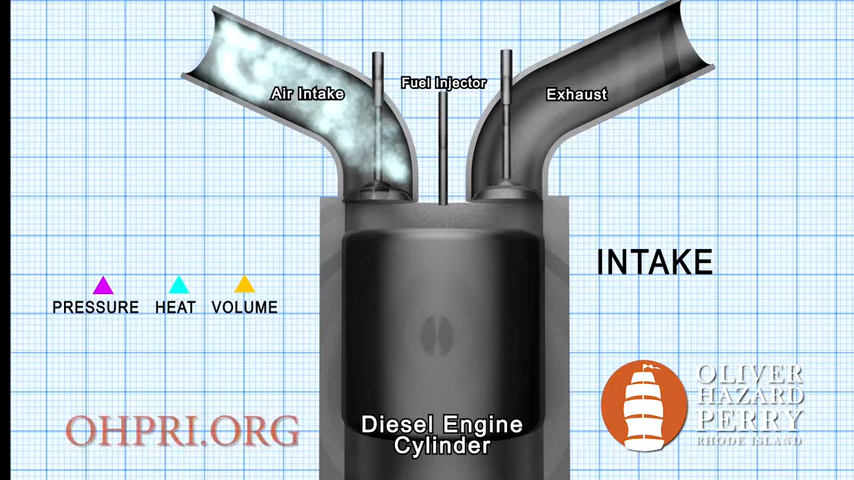 Fuel Injector
Air Intake
Exhaust
INTAKE
PRESSURE HEAT VOLUME
OLIVER
HAZARD
PERRY
RHODE ISLAND
OHPRI.ORG
Diesel Engine
Cylinder